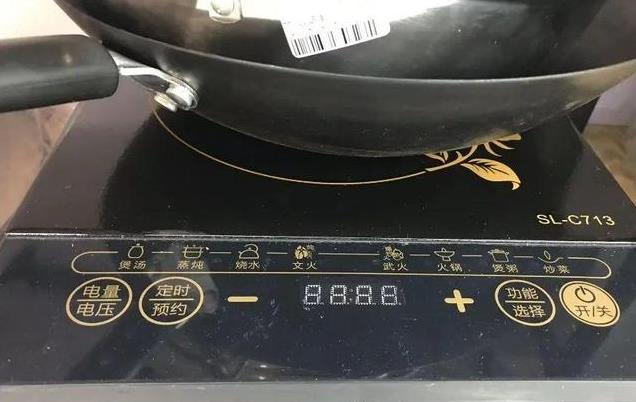 SL-C713
煲汤 蒸炖 烧水 文火 武火 火锅 煲粥 炒菜
电量 定时 功能
电压 预约 选择 开/关